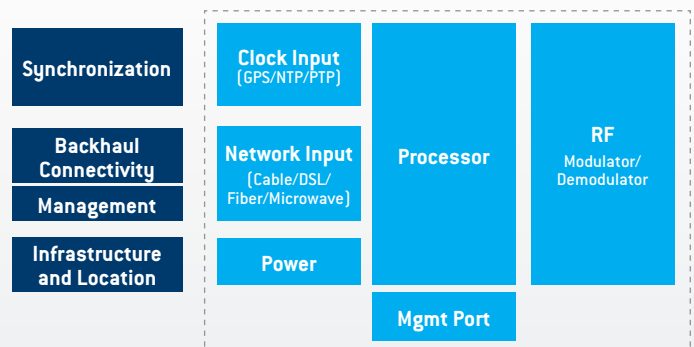 Synchronization
Backhaul
Connectivity
Management
Infrastructure
and Location
Clock Input
(GPS/NTP/PTP)
Network Input
(Cable/DSL/
Fiber/Microwave)
Power
Processor
Mgmt Port
RF
Modulator/
Demodulator